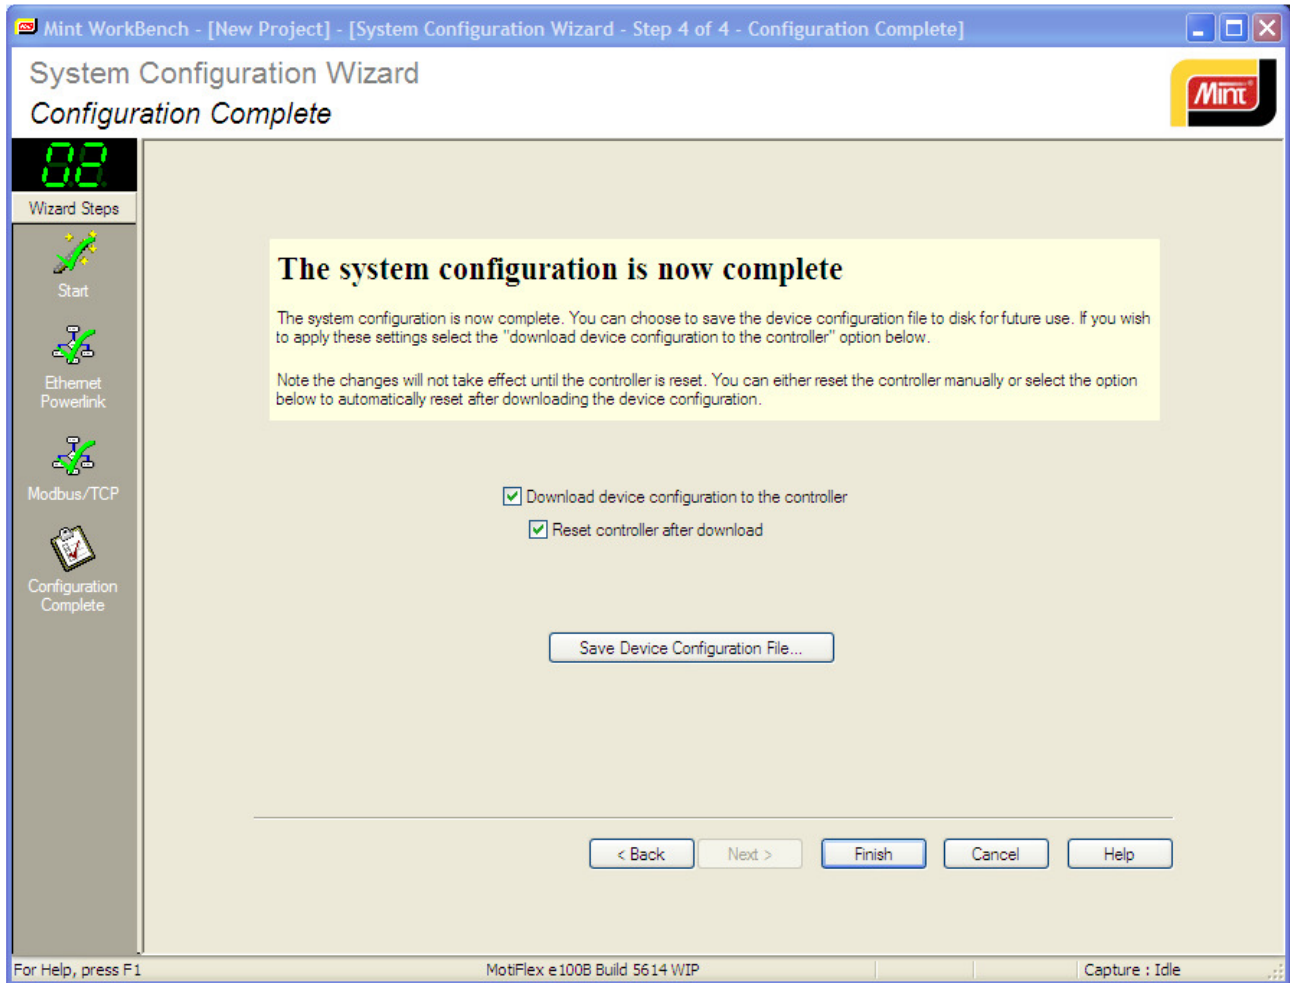 Mint WorkBench - [New Project] - [System Configuration Wizard - Step 4 of 4 - Configuration Complete]
System Configuration Wizard
Configuration Complete
Mint
02
Wizard Steps
Start
Ethernet
Powerlink
Modbus/TCP
Configuration
Complete
The system configuration is now complete
The system configuration is now complete. You can choose to save the device configuration file to disk for future use. If you wish
to apply these settings select the "download device configuration to the controller" option below.
Note the changes will not take effect until the controller is reset. You can either reset the controller manually or select the option
below to automatically reset after downloading the device configuration.
Download device configuration to the controller
Reset controller after download
Save Device Configuration File...
< Back
Next >
Finish
Cancel
Help
For Help, press F1
MotiFlex e100B Build 5614 WIP
Capture : Idle